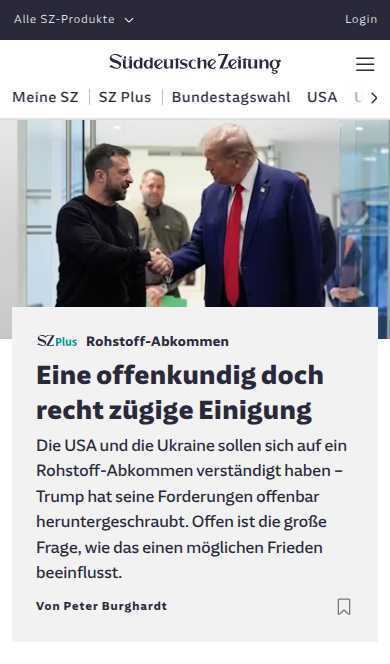 Alle SZ-Produkte
Login
Süddeutsche Zeitung
Meine SZ SZ Plus Bundestagswahl USA
SZ Plus Rohstoff-Abkommen
Eine offenkundig doch
recht zügige Einigung
Die USA und die Ukraine sollen sich auf ein
Rohstoff-Abkommen verständigt haben –
Trump hat seine Forderungen offenbar
heruntergeschraubt. Offen ist die große
Frage, wie das einen möglichen Frieden
beeinflusst.
Von Peter Burghardt